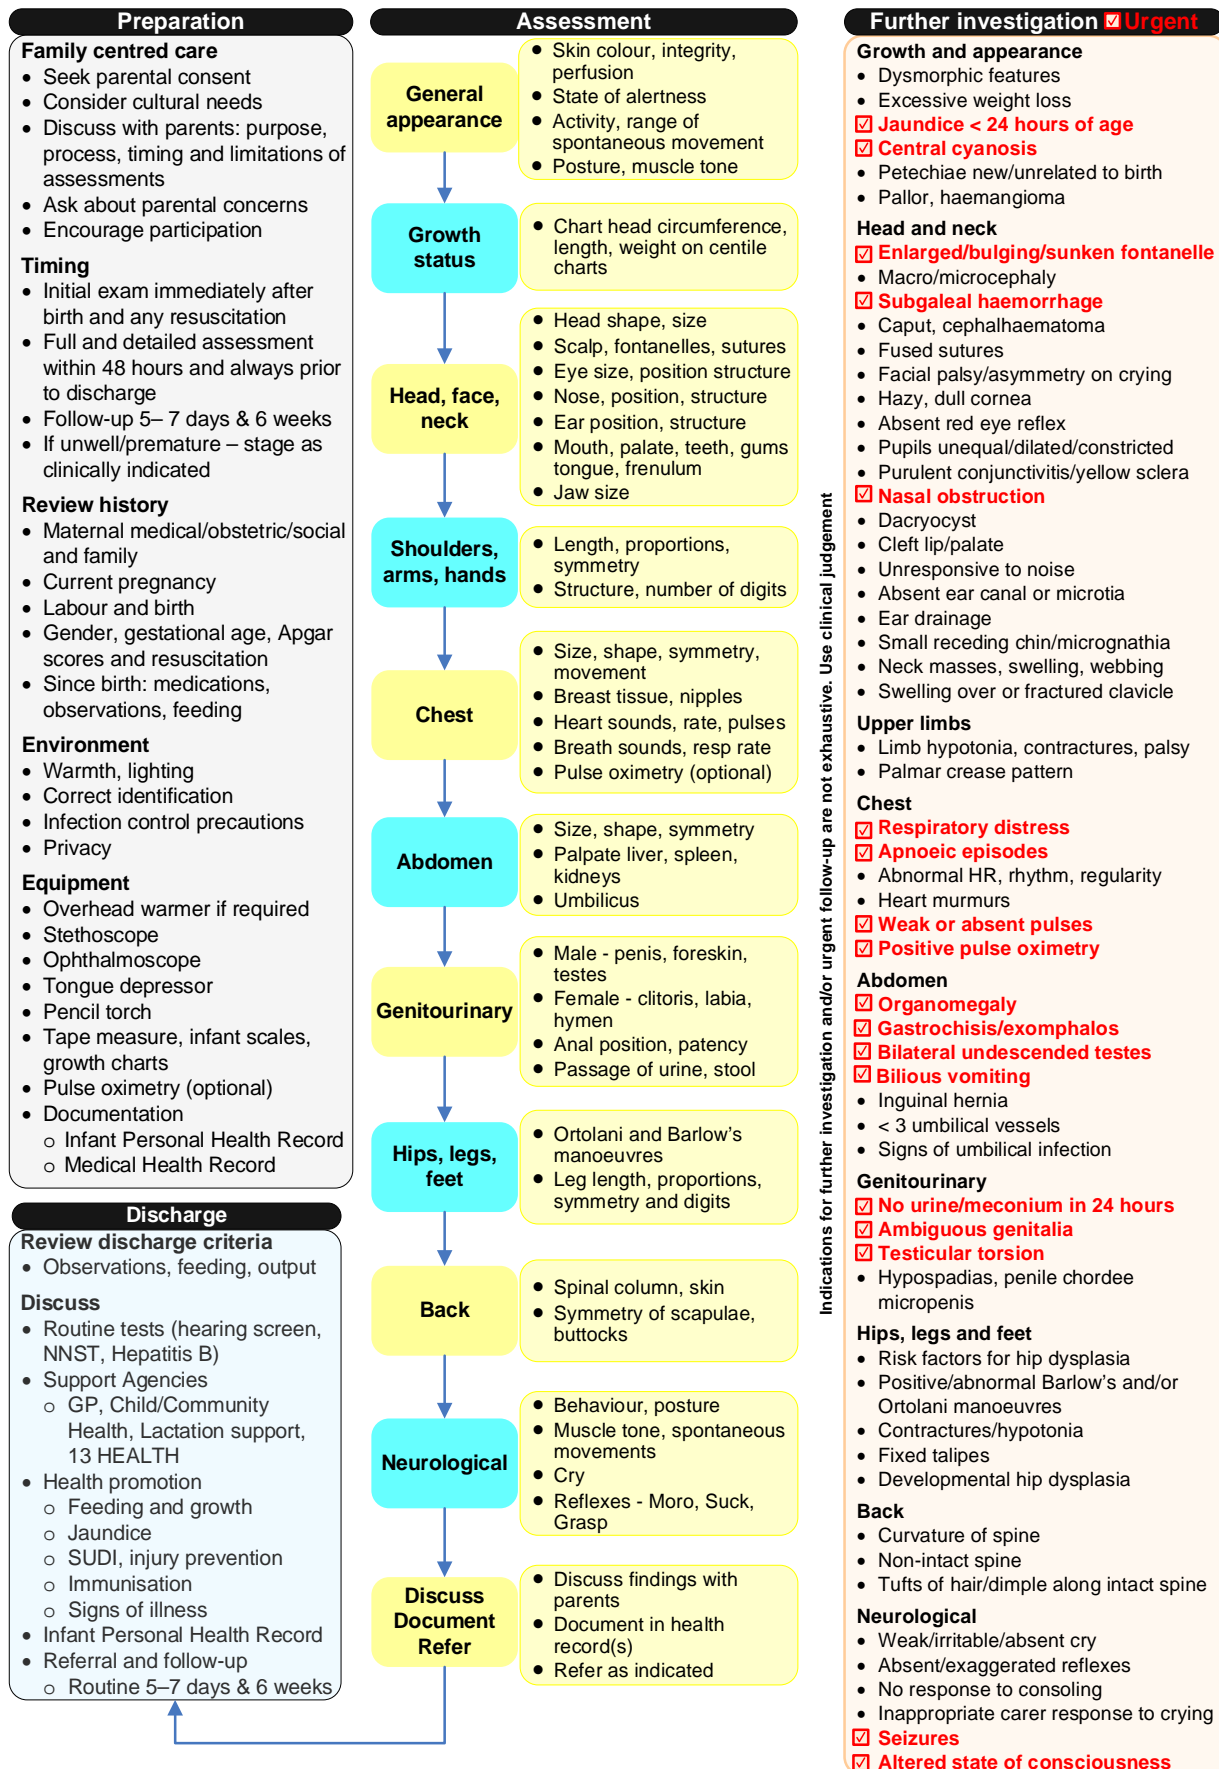 Preparation
Family centred care
• Seek parental consent
• Consider cultural needs
• Discuss with parents: purpose,
process, timing and limitations of
assessments
• Ask about parental concerns
• Encourage participation
Timing
• Initial exam immediately after
birth and any resuscitation
• Full and detailed assessment
within 48 hours and always prior
to discharge
• Follow-up 5– 7 days & 6 weeks
• If unwell/premature – stage as
clinically indicated
Review history
• Maternal medical/obstetric/social
and family
• Current pregnancy
• Labour and birth
• Gender, gestational age, Apgar
scores and resuscitation
• Since birth: medications,
observations, feeding
Environment
• Warmth, lighting
• Correct identification
• Infection control precautions
• Privacy
Equipment
• Overhead warmer if required
• Stethoscope
• Ophthalmoscope
• Tongue depressor
• Pencil torch
• Tape measure, infant scales,
growth charts
• Pulse oximetry (optional)
• Documentation
o Infant Personal Health Record
o Medical Health Record
Discharge
Review discharge criteria
• Observations, feeding, output
Discuss
• Routine tests (hearing screen,
NNST, Hepatitis B)
• Support Agencies
o GP, Child/Community
Health, Lactation support,
13 HEALTH
• Health promotion
o Feeding and growth
o Jaundice
o SUDI, injury prevention
o Immunisation
o Signs of illness
• Infant Personal Health Record
• Referral and follow-up
o Routine 5–7 days & 6 weeks
Assessment
General
appearance
• Skin colour, integrity,
perfusion
• State of alertness
• Activity, range of
spontaneous movement
• Posture, muscle tone
Growth
status
• Chart head circumference,
length, weight on centile
charts
Head, face,
neck
• Head shape, size
• Scalp, fontanelles, sutures
• Eye size, position structure
• Nose, position, structure
• Ear position, structure
• Mouth, palate, teeth, gums
tongue, frenulum
• Jaw size
Shoulders,
arms, hands
• Length, proportions,
symmetry
• Structure, number of digits
Chest
• Size, shape, symmetry,
movement
• Breast tissue, nipples
• Heart sounds, rate, pulses
• Breath sounds, resp rate
• Pulse oximetry (optional)
Abdomen
• Size, shape, symmetry
• Palpate liver, spleen,
kidneys
• Umbilicus
Genitourinary
• Male - penis, foreskin,
testes
• Female - clitoris, labia,
hymen
• Anal position, patency
• Passage of urine, stool
Hips, legs,
feet
• Ortolani and Barlow's
manoeuvres
• Leg length, proportions,
symmetry and digits
Back
• Spinal column, skin
• Symmetry of scapulae,
buttocks
Neurological
• Behaviour, posture
• Muscle tone, spontaneous
movements
• Cry
• Reflexes - Moro, Suck,
Grasp
Discuss
Document
Refer
• Discuss findings with
parents
• Document in health
record(s)
• Refer as indicated
Indications for further investigation and/or urgent follow-up are not exhaustive. Use clinical judgement
Further investigation ☑Urgent
Growth and appearance
• Dysmorphic features
• Excessive weight loss
☑ Jaundice < 24 hours of age
☑ Central cyanosis
• Petechiae new/unrelated to birth
• Pallor, haemangioma
Head and neck
☑ Enlarged/bulging/sunken fontanelle
• Macro/microcephaly
☑ Subgaleal haemorrhage
• Caput, cephalhaematoma
• Fused sutures
• Facial palsy/asymmetry on crying
• Hazy, dull cornea
• Absent red eye reflex
• Pupils unequal/dilated/constricted
• Purulent conjunctivitis/yellow sclera
☑ Nasal obstruction
• Dacryocyst
• Cleft lip/palate
• Unresponsive to noise
• Absent ear canal or microtia
• Ear drainage
• Small receding chin/micrognathia
• Neck masses, swelling, webbing
• Swelling over or fractured clavicle
Upper limbs
• Limb hypotonia, contractures, palsy
• Palmar crease pattern
Chest
☑ Respiratory distress
☑ Apnoeic episodes
• Abnormal HR, rhythm, regularity
• Heart murmurs
☑ Weak or absent pulses
☑ Positive pulse oximetry
Abdomen
☑ Organomegaly
☑ Gastrochisis/exomphalos
☑ Bilateral undescended testes
☑ Bilious vomiting
• Inguinal hernia
• < 3 umbilical vessels
• Signs of umbilical infection
Genitourinary
☑ No urine/meconium in 24 hours
☑ Ambiguous genitalia
☑ Testicular torsion
• Hypospadias, penile chordee
micropenis
Hips, legs and feet
• Risk factors for hip dysplasia
• Positive/abnormal Barlow's and/or
Ortolani manoeuvres
• Contractures/hypotonia
• Fixed talipes
• Developmental hip dysplasia
Back
• Curvature of spine
• Non-intact spine
• Tufts of hair/dimple along intact spine
Neurological
• Weak/irritable/absent cry
• Absent/exaggerated reflexes
• No response to consoling
• Inappropriate carer response to crying
☑ Seizures
☑ Altered state of consciousness